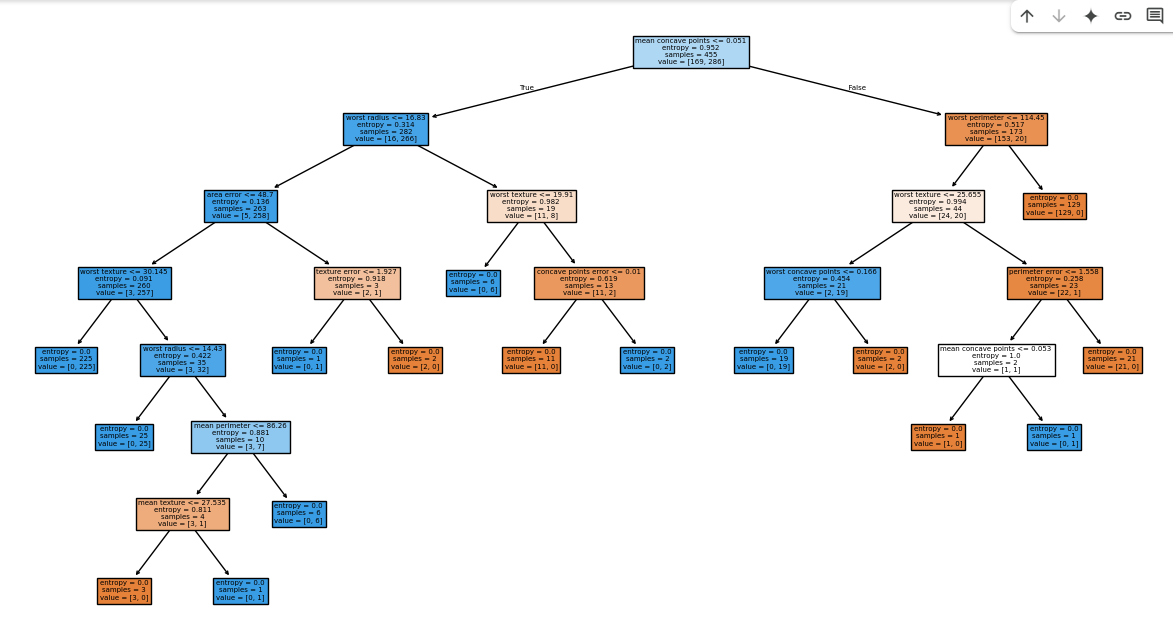 mean concave points <= 0.051
entropy = 0.952
samples = 455
value = [169, 286]
True
False
worst radius <= 16.83
entropy = 0.314
samples = 282
value = [16, 266]
worst perimeter <= 114.45
entropy = 0.517
samples = 173
value = [153, 20]
area error <= 48.7
entropy = 0.136
samples = 263
value = [5, 258]
worst texture <= 19.91
entropy = 0.982
samples = 19
value = [11, 8]
worst texture <= 25.655
entropy = 0.994
samples = 44
value = [24, 20]
entropy = 0.0
samples = 129
value = [129, 0]
worst texture <= 30.145
entropy = 0.091
samples = 260
value = [3, 257]
texture error <= 1.927
entropy = 0.918
samples = 3
value = [2, 1]
entropy = 0.0
samples = 6
value = [0, 6]
concave points error <= 0.01
entropy = 0.619
samples = 13
value = [11, 2]
worst concave points <= 0.166
entropy = 0.454
samples = 21
value = [2, 19]
perimeter error <= 1.558
entropy = 0.258
samples = 23
value = [22, 1]
entropy = 0.0
samples = 225
value = [0, 225]
worst radius <= 14.43
entropy = 0.422
samples = 35
value = [3, 32]
entropy = 0.0
samples = 1
value = [0, 1]
entropy = 0.0
samples = 2
value = [2, 0]
entropy = 0.0
samples = 11
value = [11, 0]
entropy = 0.0
samples = 2
value = [0, 2]
entropy = 0.0
samples = 19
value = [0, 19]
entropy = 0.0
samples = 2
value = [2, 0]
mean concave points <= 0.053
entropy = 1.0
samples = 2
value = [1, 1]
entropy = 0.0
samples = 21
value = [21, 0]
entropy = 0.0
samples = 25
value = [0, 25]
mean perimeter <= 86.26
entropy = 0.881
samples = 10
value = [3, 7]
entropy = 0.0
samples = 1
value = [1, 0]
entropy = 0.0
samples = 1
value = [0, 1]
mean texture <= 27.535
entropy = 0.811
samples = 4
value = [3, 1]
entropy = 0.0
samples = 6
value = [0, 6]
entropy = 0.0
samples = 3
value = [3, 0]
entropy = 0.0
samples = 1
value = [0, 1]